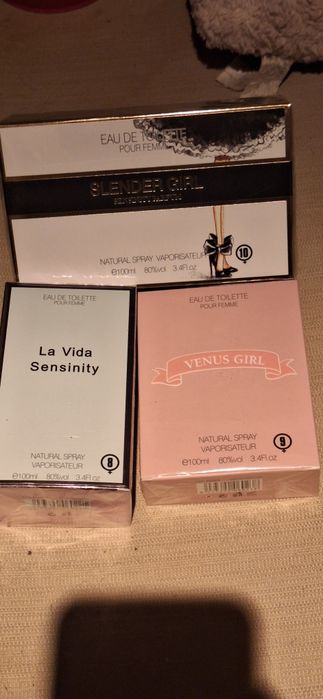 EAU DE TOILETTE
POUR FEMME
SLENDER GIRL
NATURAL SPRAY VAPORISATEUR
℮100ml 80%vol 3.4Fl.oz
10
EAU DE TOILETTE
POUR FEMME
La Vida
Sensinity
NATURAL SPRAY
VAPORISATEUR
℮100ml 80%vol 3.4Fl.oz
8
EAU DE TOILETTE
POUR FEMME
VENUS GIRL
NATURAL SPRAY
VAPORISATEUR
℮100ml 80%vol 3.4Fl.oz
9